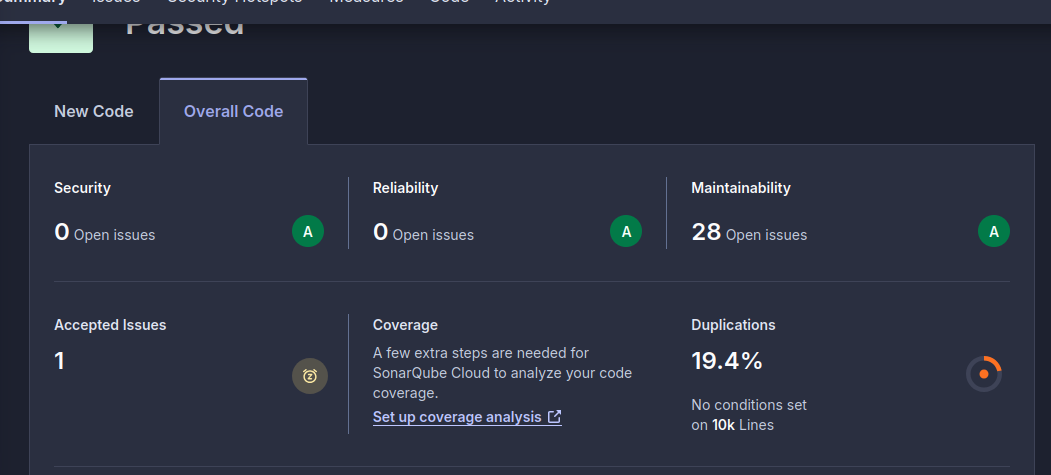 Summary Issues Security Hotspots Measures Code Activity
Passed
New Code Overall Code
Security Reliability Maintainability
0 Open issues A 0 Open issues A 28 Open issues A
Accepted Issues Coverage Duplications
1
A few extra steps are needed for
SonarQube Cloud to analyze your code
coverage.
Set up coverage analysis
19.4%
No conditions set
on 10k Lines